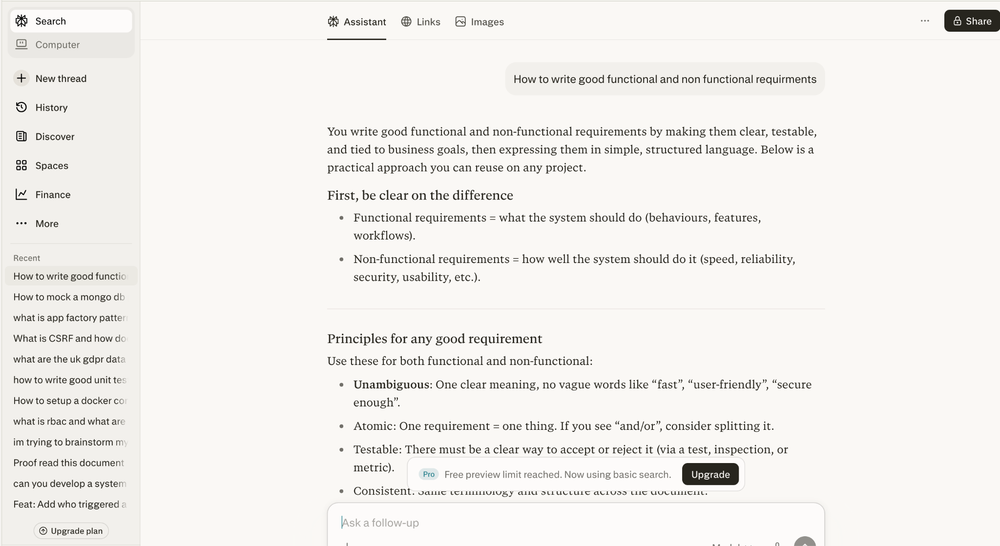 Search
Computer
New thread
History
Discover
Spaces
Finance
More
Recent
How to write good functio
How to mock a mongo db
what is app factory patter
What is CSRF and how do
what are the uk gdpr data
how to write good unit tes
How to setup a docker co
what is rbac and what are
im trying to brainstorm my
Proof read this document
can you develop a system
Feat: Add who triggered a
Upgrade plan
Assistant
Links
Images
Share
How to write good functional and non functional requirments
You write good functional and non-functional requirements by making them clear, testable,
and tied to business goals, then expressing them in simple, structured language. Below is a
practical approach you can reuse on any project.
First, be clear on the difference
• Functional requirements = what the system should do (behaviours, features,
workflows).
• Non-functional requirements = how well the system should do it (speed, reliability,
security, usability, etc.).
Principles for any good requirement
Use these for both functional and non-functional:
• Unambiguous: One clear meaning, no vague words like “fast”, “user-friendly”, “secure
enough”.
• Atomic: One requirement = one thing. If you see “and/or”, consider splitting it.
• Testable: There must be a clear way to accept or reject it (via a test, inspection, or
metric).
Pro Free preview limit reached. Now using basic search. Upgrade
• Consistent: Same terminology and structure across the document.
Ask a follow-up